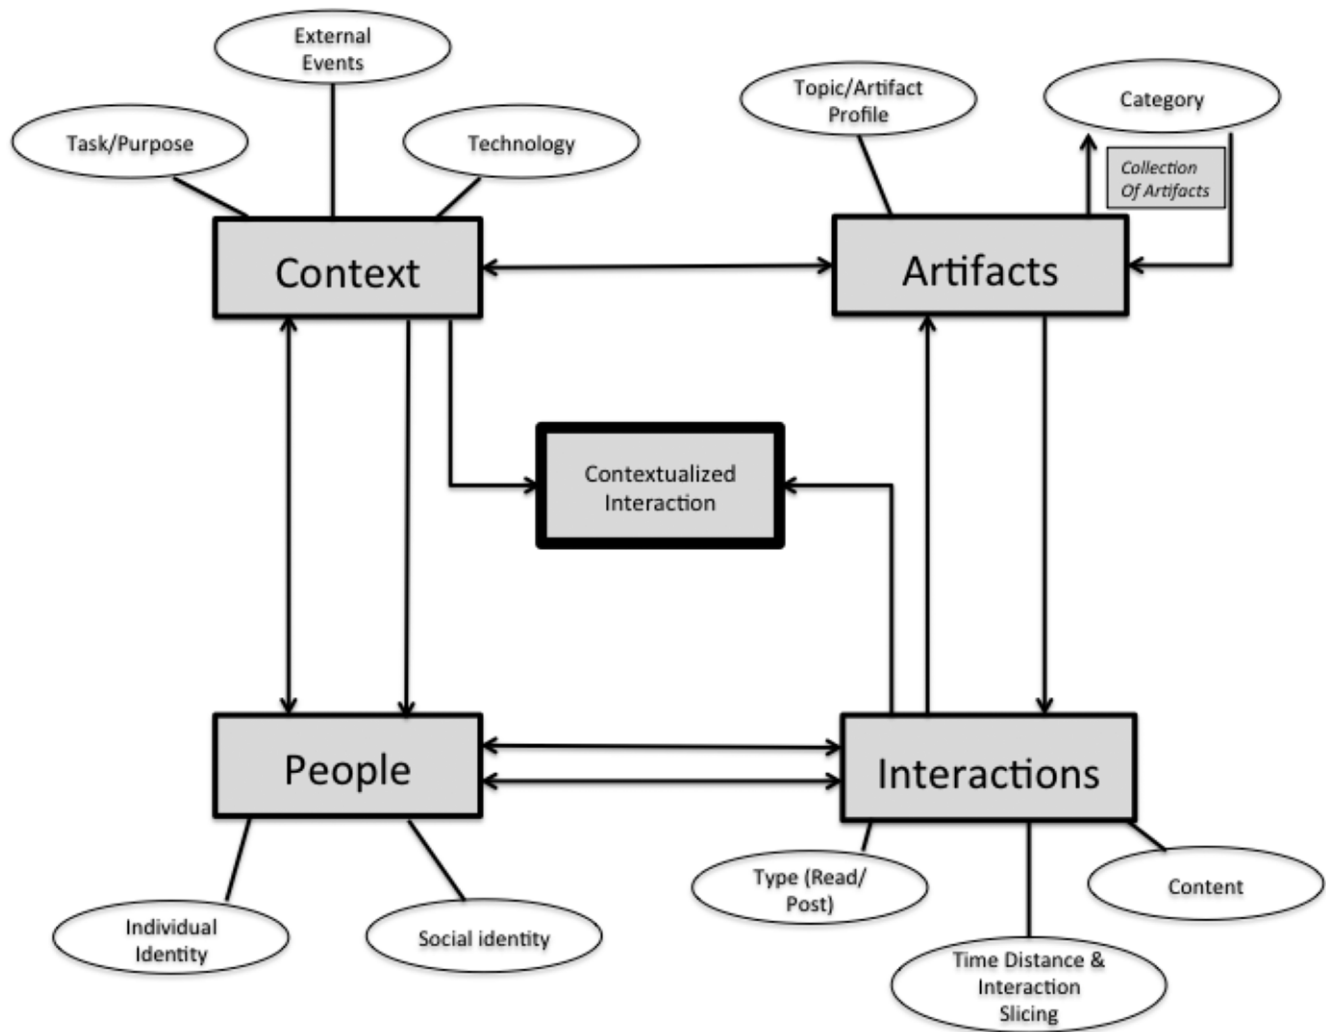 External
Events
Task/Purpose
Technology
Topic/Artifact
Profile
Category
Collection
Of Artifacts
Context
Artifacts
Contextualized
Interaction
People
Interactions
Individual
Identity
Social identity
Type (Read/
Post)
Content
Time Distance &
Interaction
Slicing